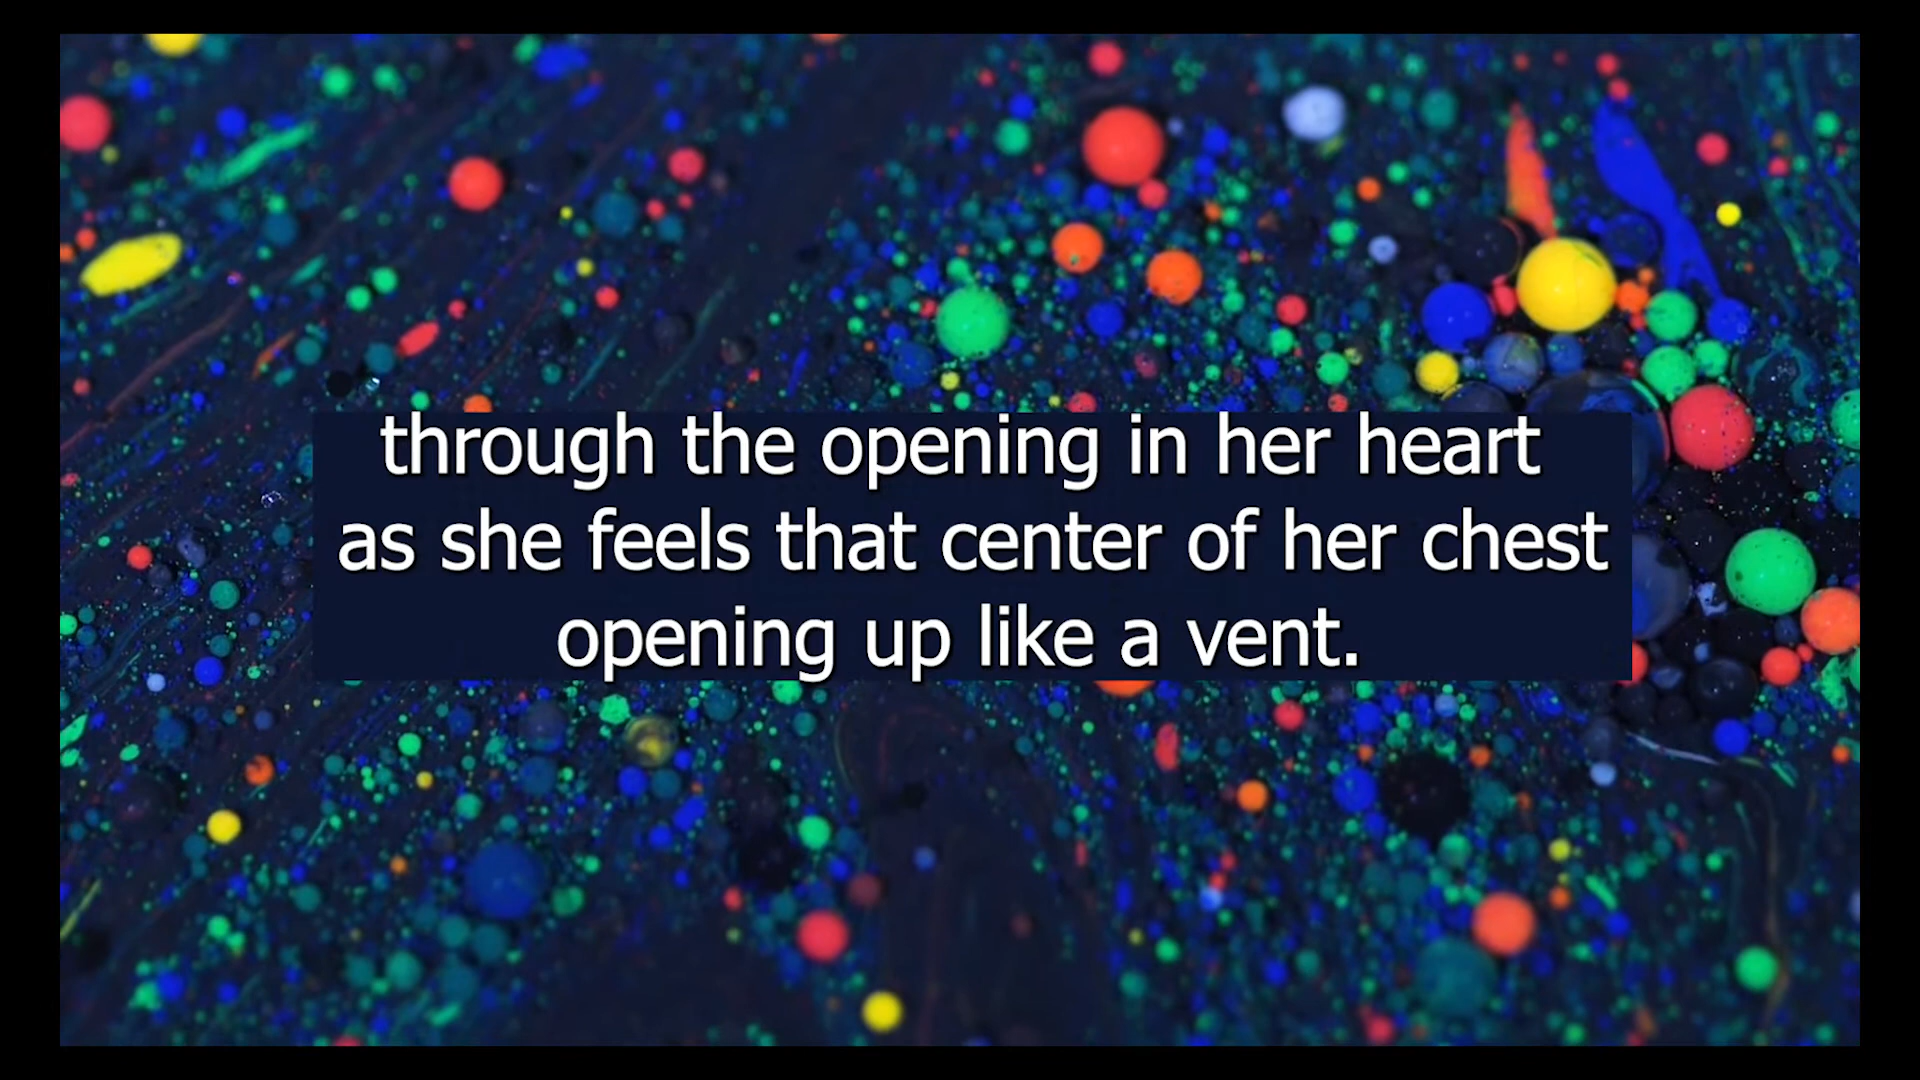 through the opening in her heart
as she feels that center of her chest
opening up like a vent.